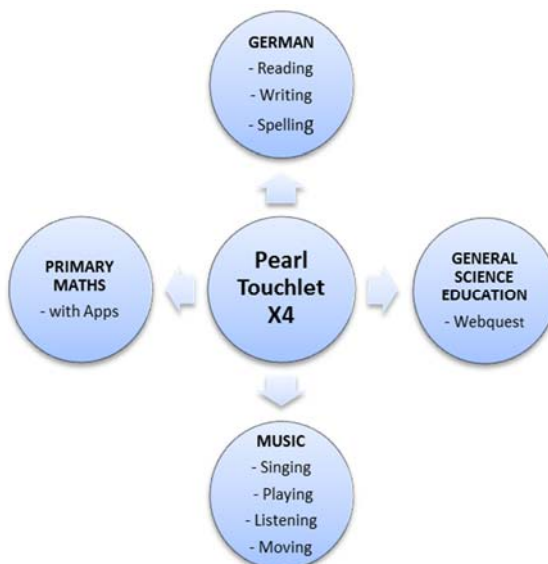 GERMAN
- Reading
- Writing
- Spelling
PRIMARY
MATHS
- with Apps
Pearl
Touchlet
X4
GENERAL
SCIENCE
EDUCATION
- Webquest
MUSIC
- Singing
- Playing
- Listening
- Moving